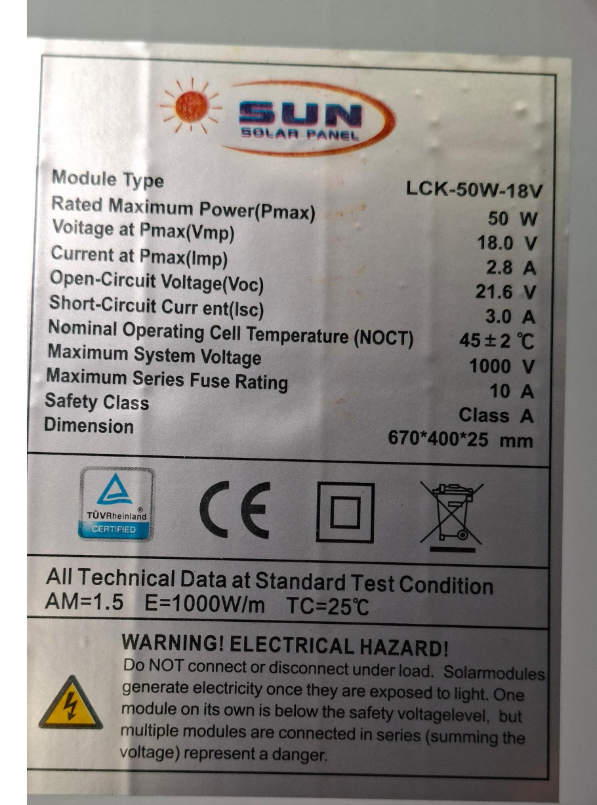 SUN
SOLAR PANEL
Module Type LCK-50W-18V
Rated Maximum Power(Pmax) 50 W
Voitage at Pmax(Vmp) 18.0 V
Current at Pmax(Imp) 2.8 A
Open-Circuit Voltage(Voc) 21.6 V
Short-Circuit Curr ent(Isc) 3.0 A
Nominal Operating Cell Temperature (NOCT) 45±2 ℃
Maximum System Voltage 1000 V
Maximum Series Fuse Rating 10 A
Safety Class Class A
Dimension 670*400*25 mm
TÜVRheinland®
CERTIFIED
CE
All Technical Data at Standard Test Condition
AM=1.5 E=1000W/m TC=25℃
WARNING! ELECTRICAL HAZARD!
Do NOT connect or disconnect under load. Solarmodules
generate electricity once they are exposed to light. One
module on its own is below the safety voltagelevel, but
multiple modules are connected in series (summing the
voltage) represent a danger.